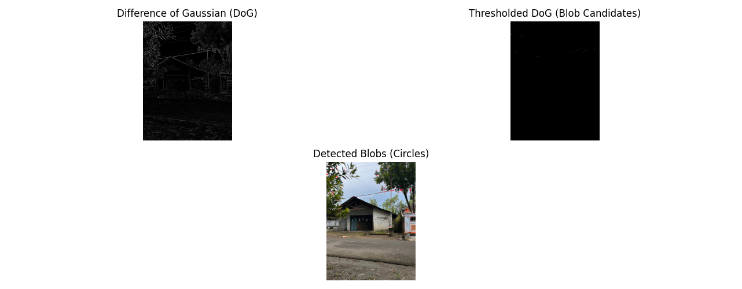 Difference of Gaussian (DoG)
Thresholded DoG (Blob Candidates)
Detected Blobs (Circles)